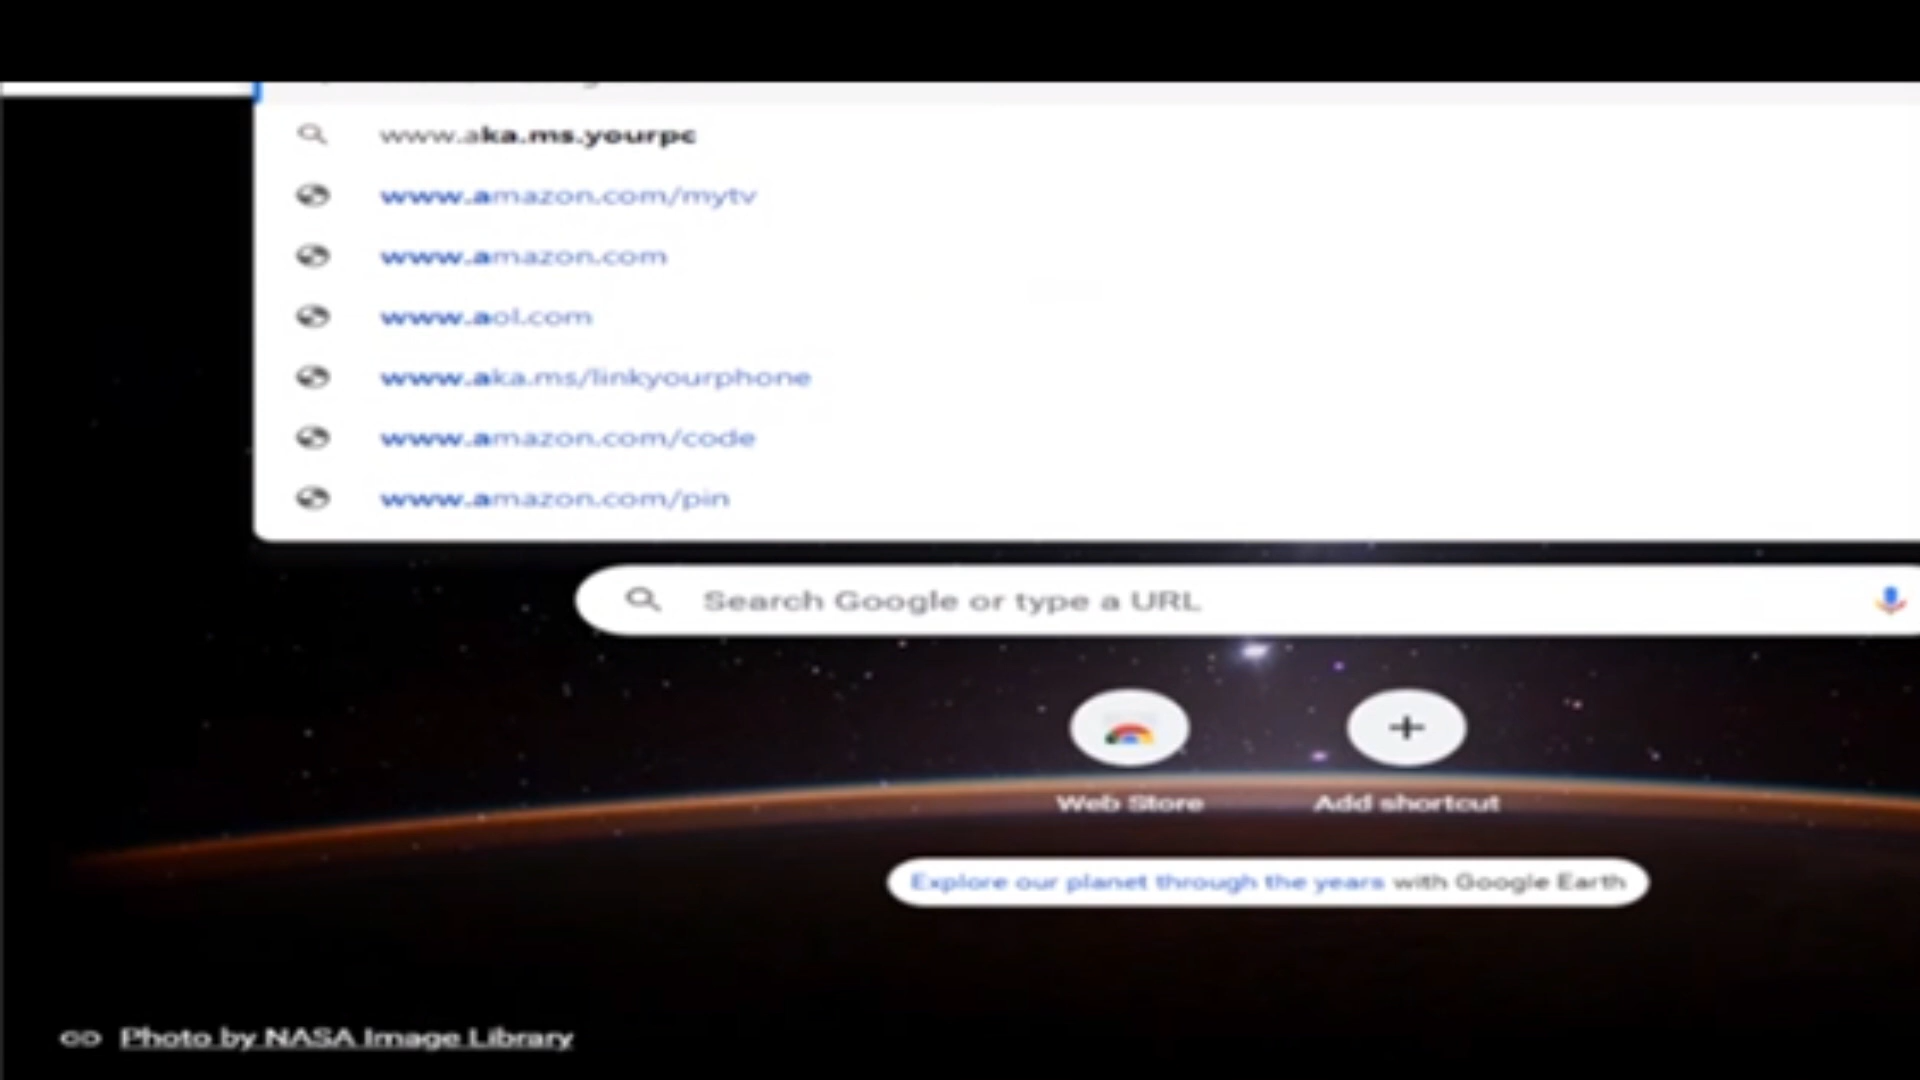 www.aka.ms.yourpc
www.amazon.com/mytv
www.amazon.com
www.aol.com
www.aka.ms/linkyourphone
www.amazon.com/code
www.amazon.com/pin
Search Google or type a URL
Web Store
Add shortcut
Explore our planet through the years with Google Earth
Photo by NASA Image Library